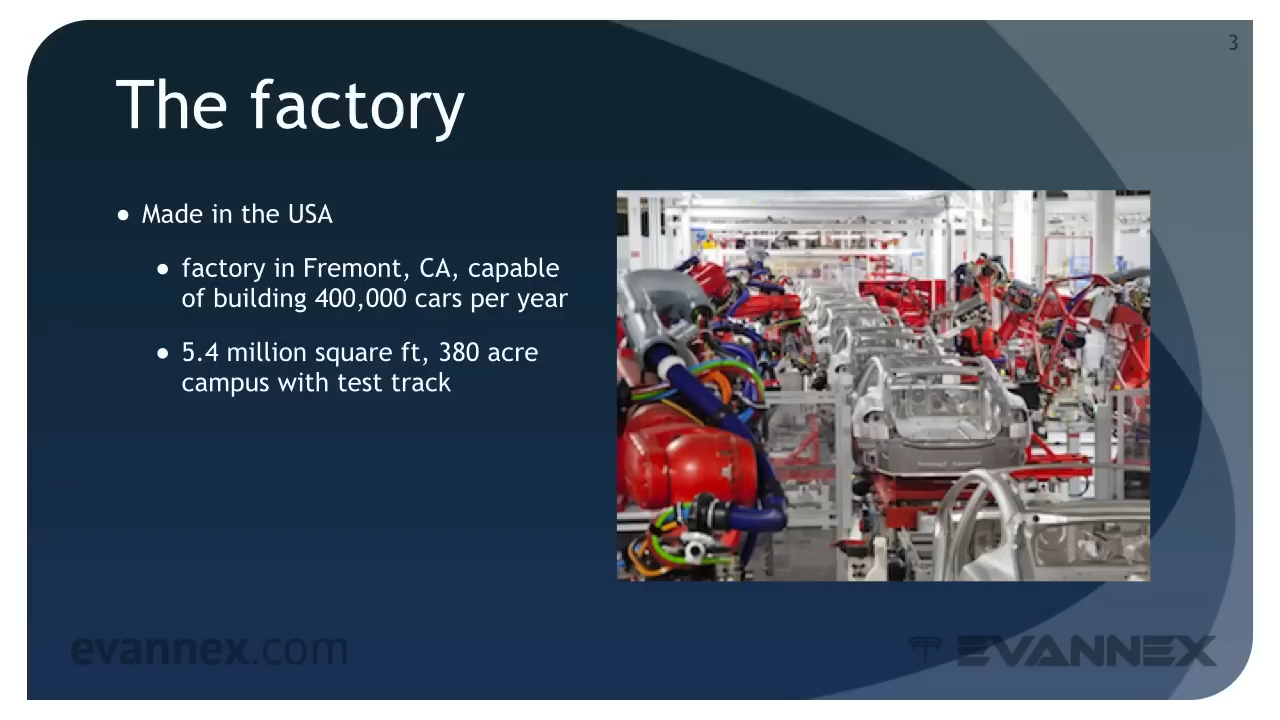 3
The factory
● Made in the USA
● factory in Fremont, CA, capable
of building 400,000 cars per year
● 5.4 million square ft, 380 acre
campus with test track
evannex.com
EVANNEX